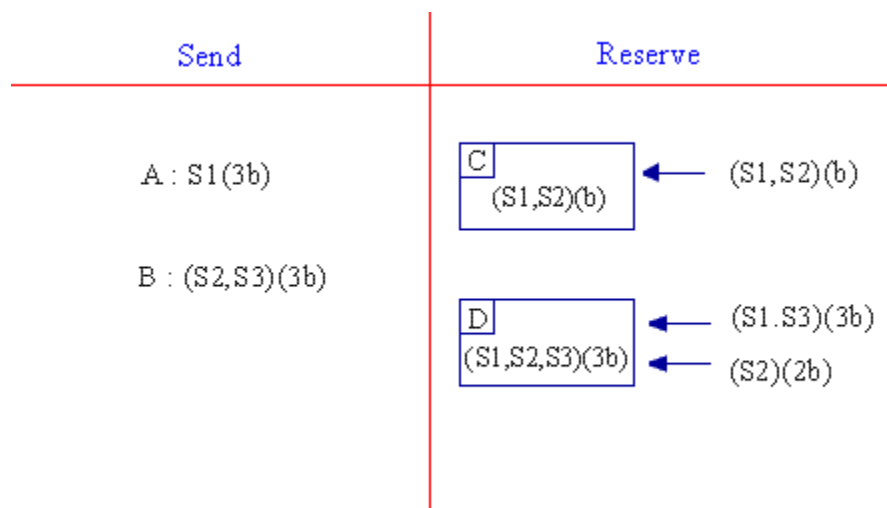 Send
Reserve
A : S1(3b)
B : (S2,S3)(3b)
C
(S1,S2)(b)
(S1,S2)(b)
D
(S1,S2,S3)(3b)
(S1.S3)(3b)
(S2)(2b)